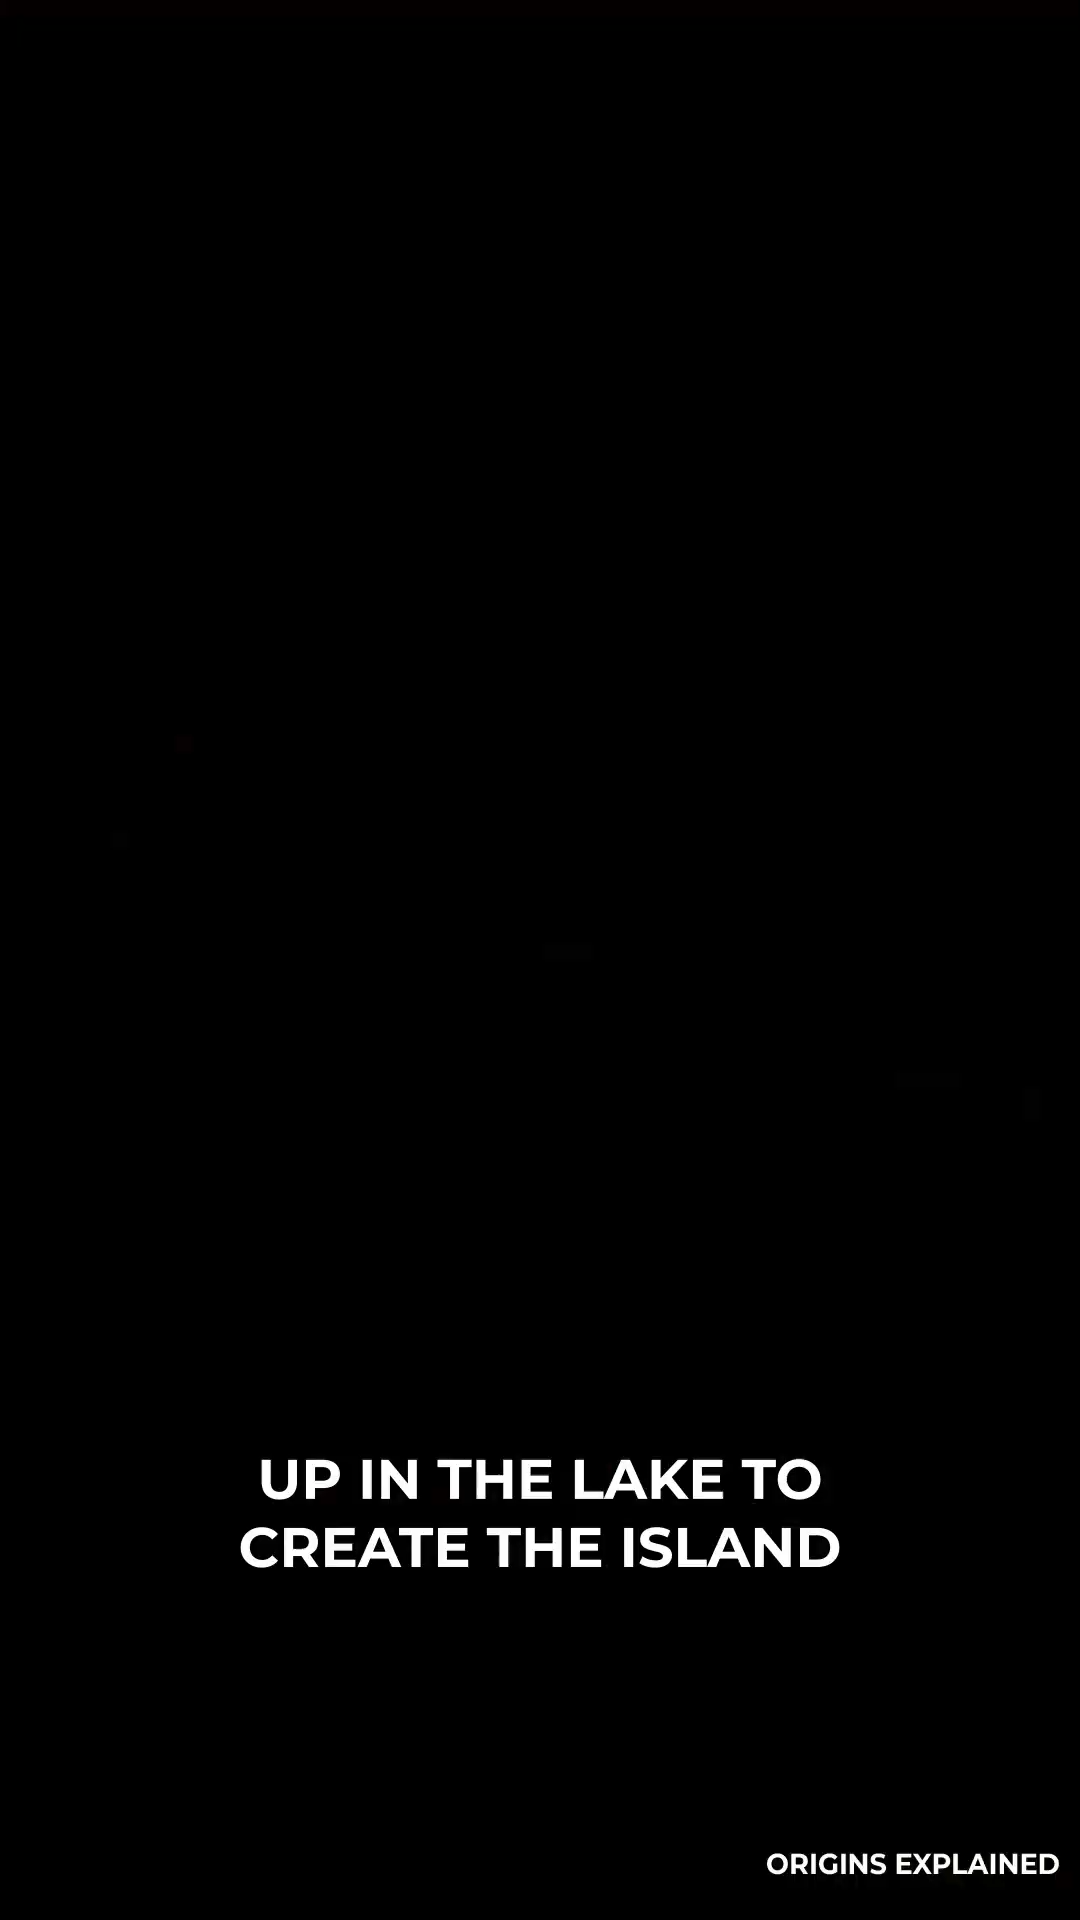 UP IN THE LAKE TO
CREATE THE ISLAND
ORIGINS EXPLAINED